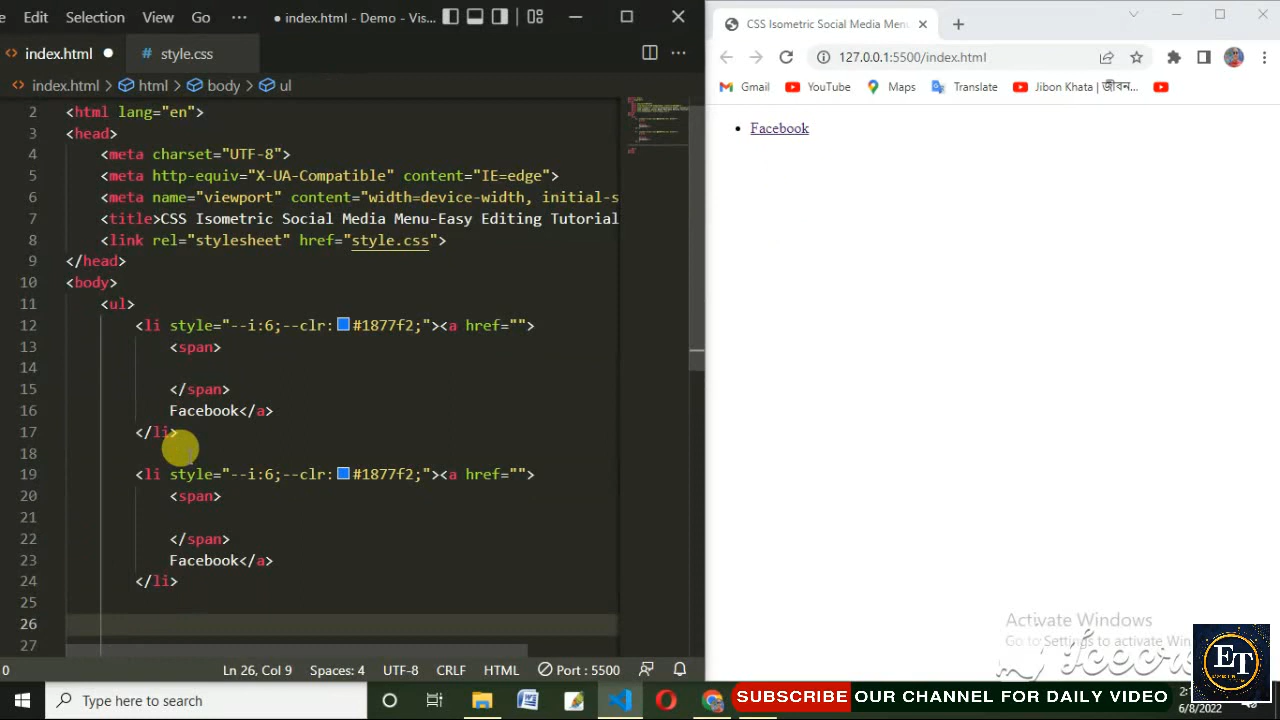 Edit Selection View Go ··· ● index.html - Demo - Vis...
index.html ● # style.css ···
index.html > html > body > ul
2 <html lang="en">
3 <head>
4 <meta charset="UTF-8">
5 <meta http-equiv="X-UA-Compatible" content="IE=edge">
6 <meta name="viewport" content="width=device-width, initial-s
7 <title>CSS Isometric Social Media Menu-Easy Editing Tutorial
8 <link rel="stylesheet" href="style.css">
9 </head>
10 <body>
11 <ul>
12 <li style="--i:6;--clr:#1877f2;"><a href="">
13 <span>
14
15 </span>
16 Facebook</a>
17 </li>
18
19 <li style="--i:6;--clr:#1877f2;"><a href="">
20 <span>
21
22 </span>
23 Facebook</a>
24 </li>
25
26
27
0 Ln 26, Col 9 Spaces: 4 UTF-8 CRLF HTML Port : 5500
CSS Isometric Social Media Menu
127.0.0.1:5500/index.html
Gmail YouTube Maps Translate Jibon Khata | জীবন...
• Facebook
Activate Windows
Go to Settings to activate Win
ET
Type here to search
SUBSCRIBE OUR CHANNEL FOR DAILY VIDEO
6/8/2022